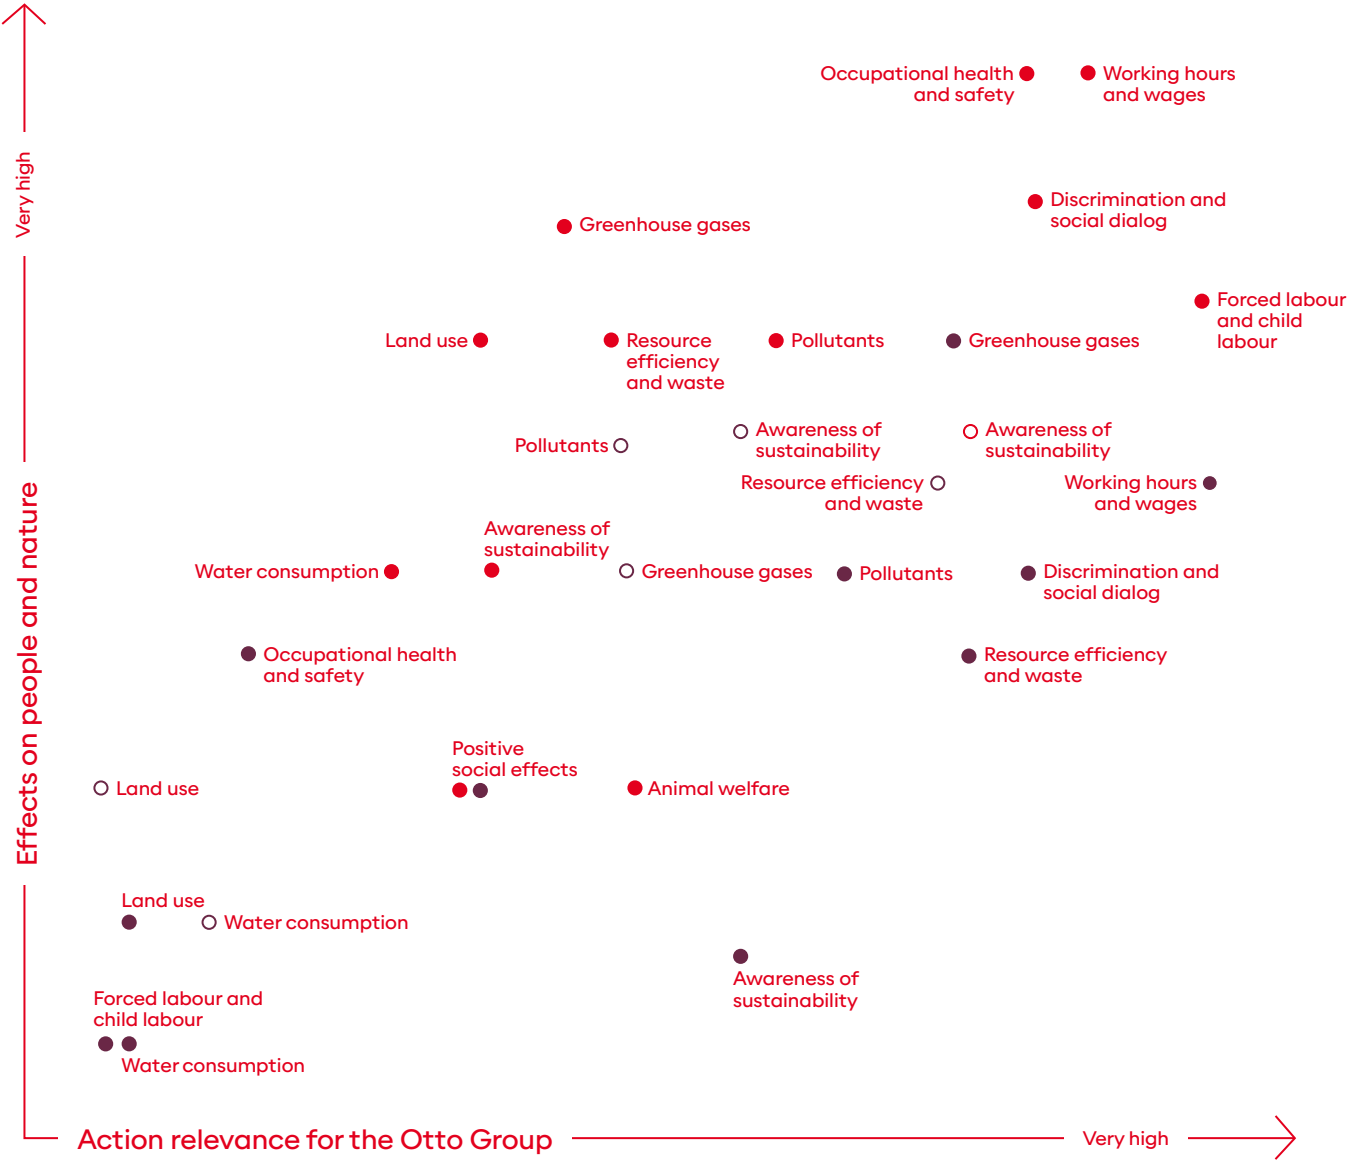 Occupational health
and safety
Working hours
and wages
Very high
Discrimination and
social dialog
Greenhouse gases
Forced labour
and child
labour
Land use
Resource
efficiency
and waste
Pollutants
Greenhouse gases
Pollutants
Awareness of
sustainability
Awareness of
sustainability
Resource efficiency
and waste
Working hours
and wages
Effects on people and nature
Awareness of
sustainability
Water consumption
Greenhouse gases
Pollutants
Discrimination and
social dialog
Occupational health
and safety
Resource efficiency
and waste
Positive
social effects
Land use
Animal welfare
Land use
Water consumption
Awareness of
sustainability
Forced labour and
child labour
Water consumption
Action relevance for the Otto Group
Very high